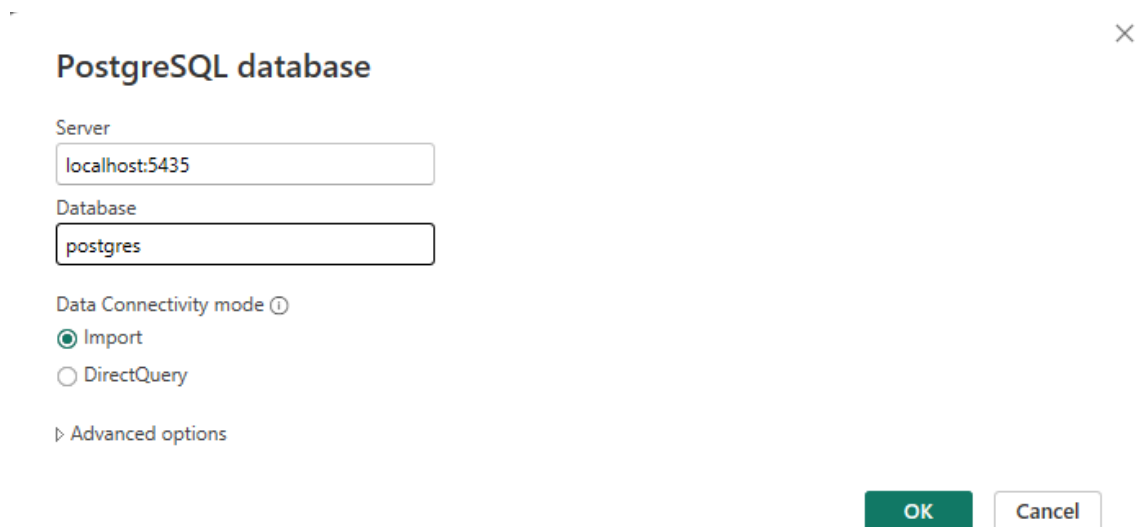 PostgreSQL database
Server
localhost:5435
Database
postgres
Data Connectivity mode
Import
DirectQuery
Advanced options
OK Cancel